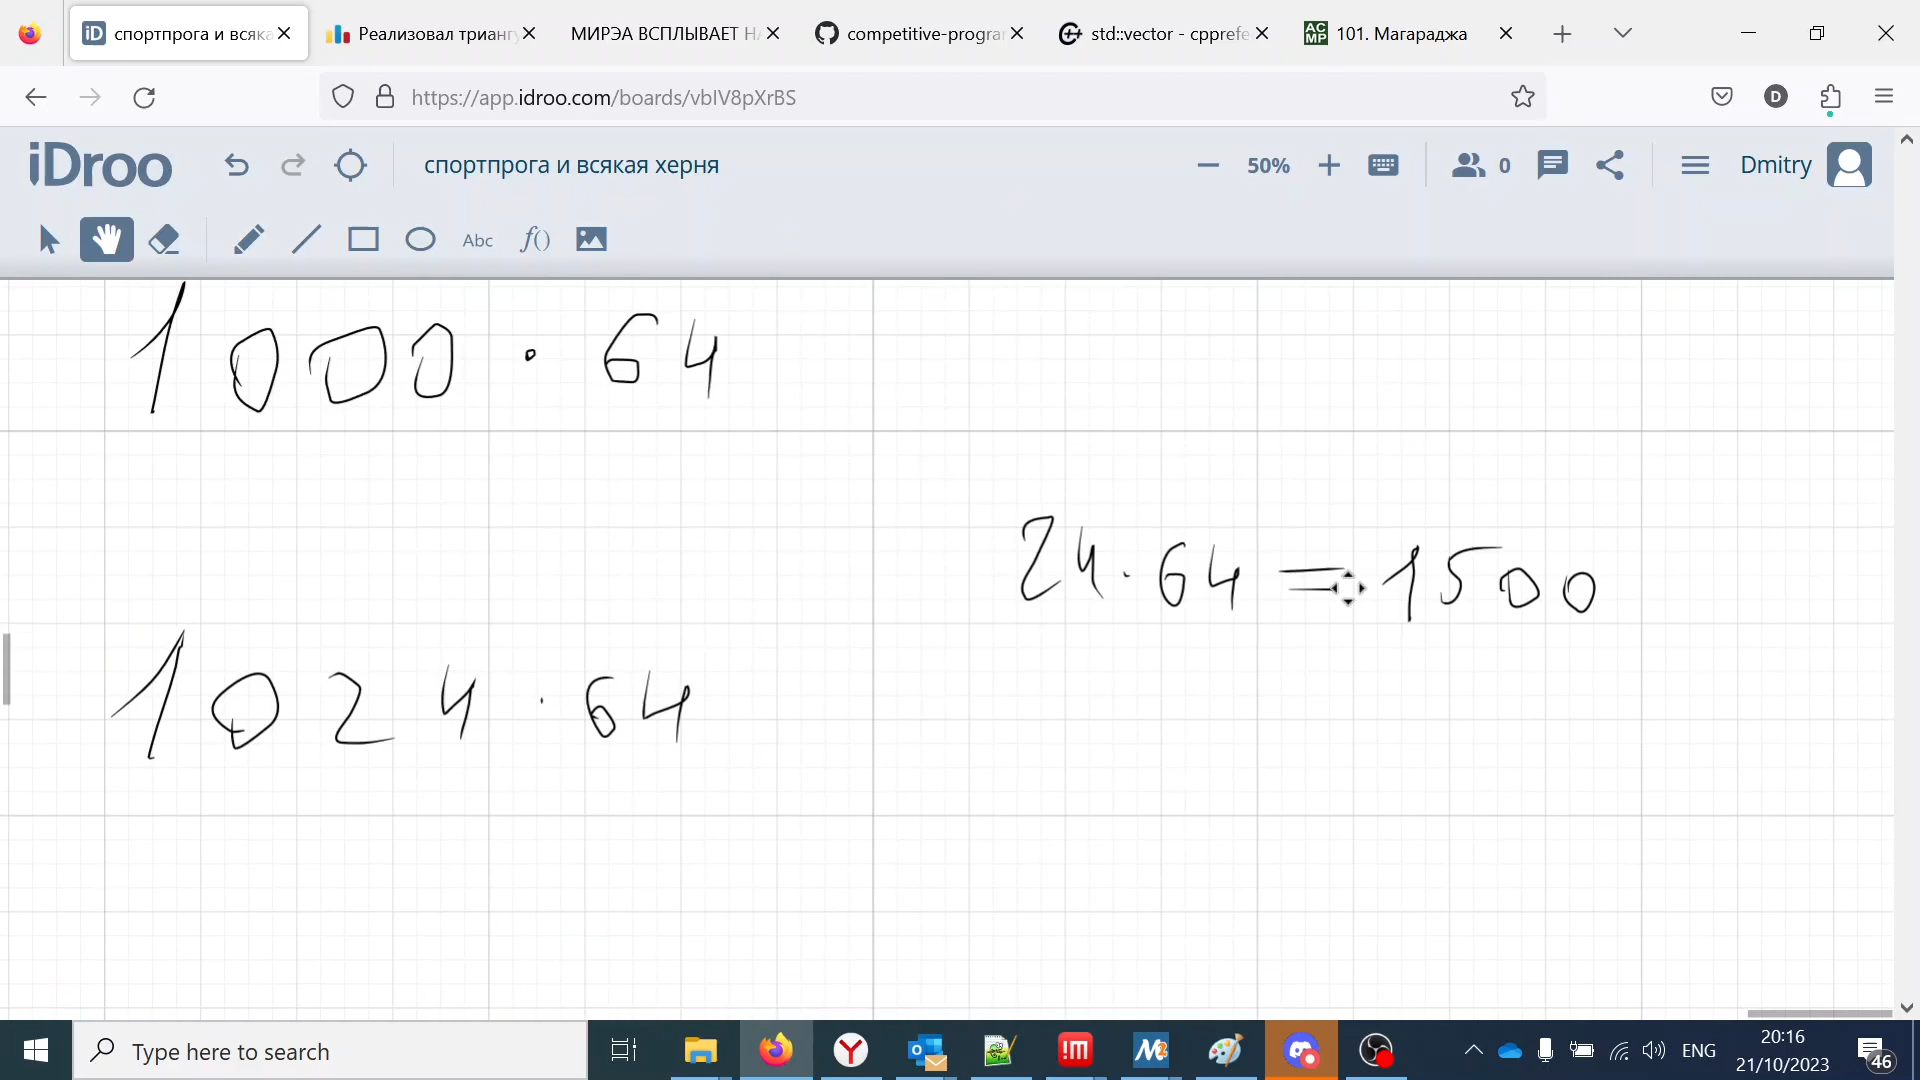 спортпрога и всяка
Реализовал трианг
МИРЭА ВСПЛЫВАЕТ Н
competitive-progra
std::vector - cpprefe
AC MP
101. Магараджа
https://app.idroo.com/boards/vbIV8pXrBS
D
iDroo
спортпрога и всякая херня
50%
0
Dmitry
Abc
f()
1000 · 64
24 · 64 = 1500
1024 · 64
Type here to search
ENG
20:16
21/10/2023
46